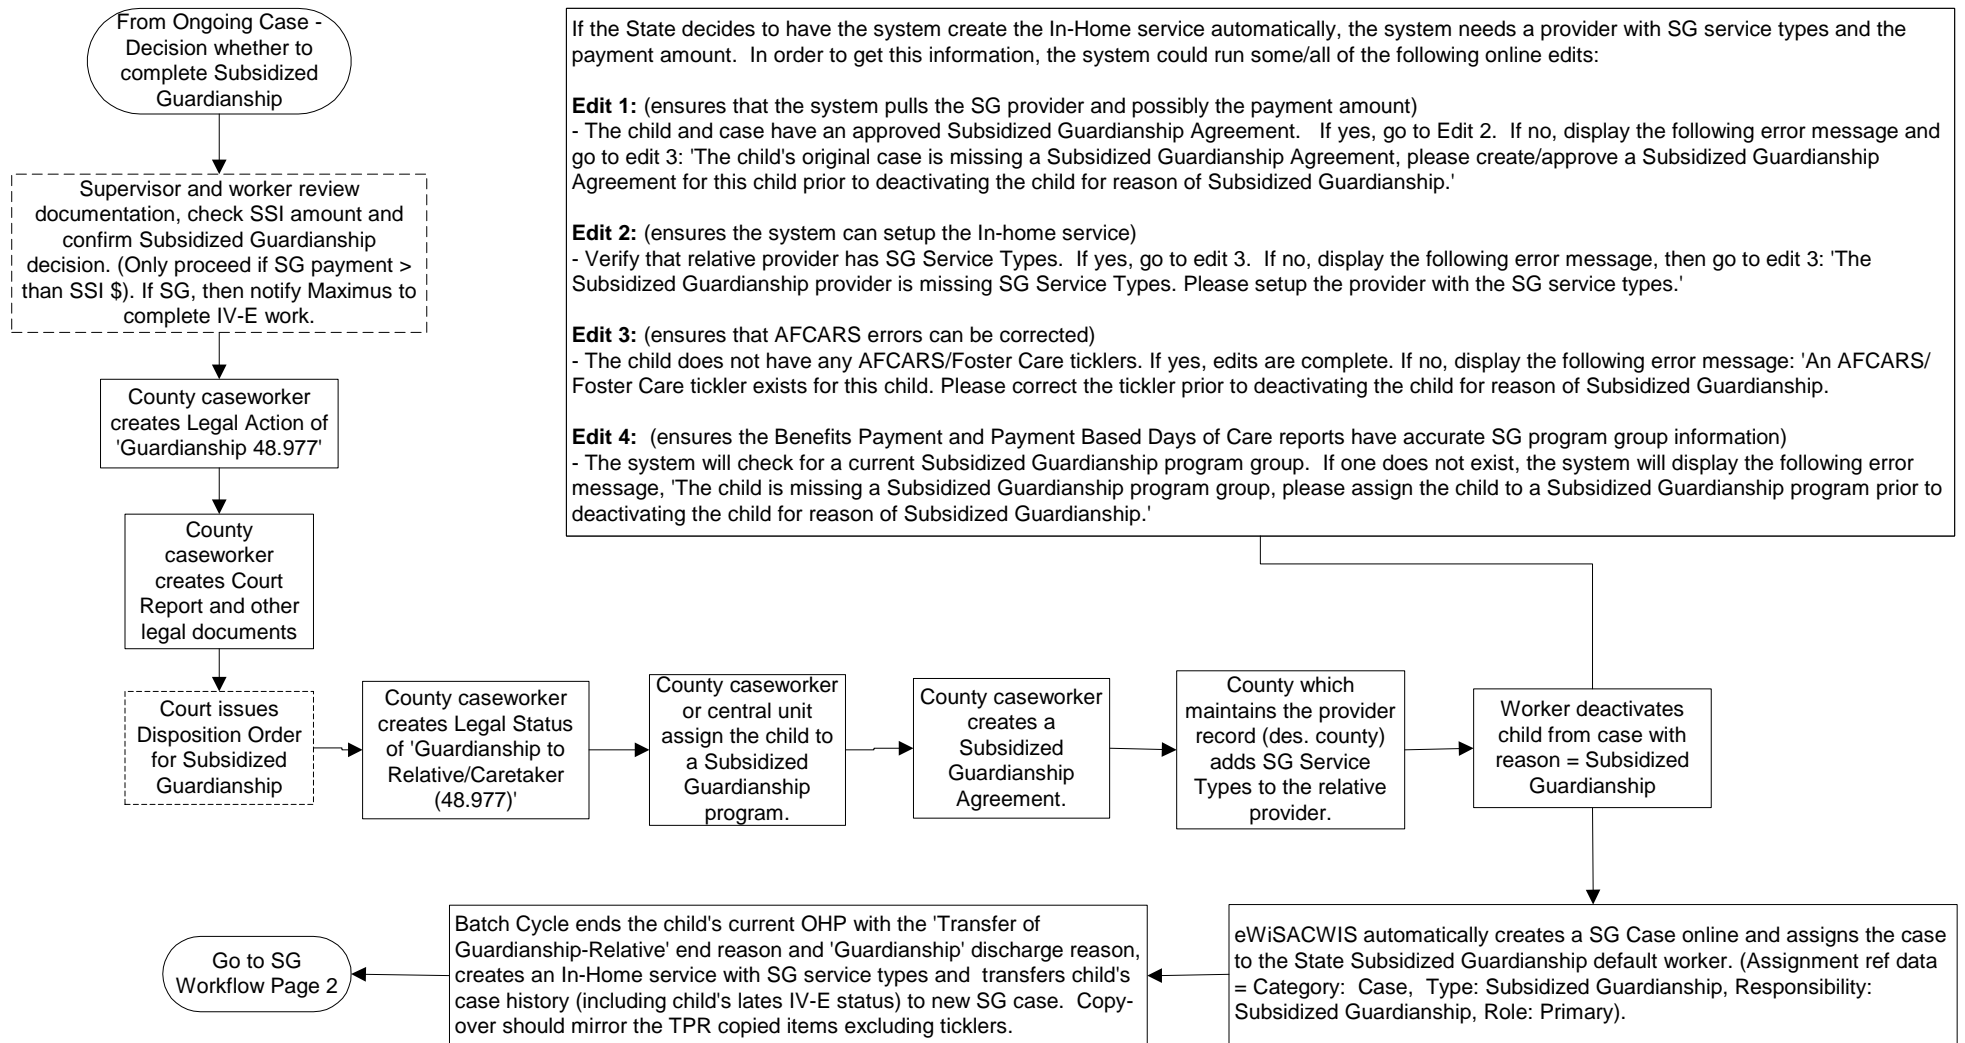 From Ongoing Case -
Decision whether to
complete Subsidized
Guardianship
Supervisor and worker review
documentation, check SSI amount and
confirm Subsidized Guardianship
decision. (Only proceed if SG payment >
than SSI $). If SG, then notify Maximus to
complete IV-E work.
County caseworker
creates Legal Action of
'Guardianship 48.977'
County
caseworker
creates Court
Report and other
legal documents
Court issues
Disposition Order
for Subsidized
Guardianship
County caseworker
creates Legal Status
of 'Guardianship to
Relative/Caretaker
(48.977)'
County caseworker
or central unit
assign the child to
a Subsidized
Guardianship
program.
County caseworker
creates a
Subsidized
Guardianship
Agreement.
County which
maintains the provider
record (des. county)
adds SG Service
Types to the relative
provider.
Worker deactivates
child from case with
reason = Subsidized
Guardianship
If the State decides to have the system create the In-Home service automatically, the system needs a provider with SG service types and the
payment amount.  In order to get this information, the system could run some/all of the following online edits:
Edit 1: (ensures that the system pulls the SG provider and possibly the payment amount)
- The child and case have an approved Subsidized Guardianship Agreement.   If yes, go to Edit 2.  If no, display the following error message and
go to edit 3: 'The child's original case is missing a Subsidized Guardianship Agreement, please create/approve a Subsidized Guardianship
Agreement for this child prior to deactivating the child for reason of Subsidized Guardianship.'
Edit 2: (ensures the system can setup the In-home service)
- Verify that relative provider has SG Service Types.  If yes, go to edit 3.  If no, display the following error message, then go to edit 3: 'The
Subsidized Guardianship provider is missing SG Service Types. Please setup the provider with the SG service types.'
Edit 3: (ensures that AFCARS errors can be corrected)
- The child does not have any AFCARS/Foster Care ticklers. If yes, edits are complete. If no, display the following error message: 'An AFCARS/
Foster Care tickler exists for this child. Please correct the tickler prior to deactivating the child for reason of Subsidized Guardianship.
Edit 4:  (ensures the Benefits Payment and Payment Based Days of Care reports have accurate SG program group information)
- The system will check for a current Subsidized Guardianship program group.  If one does not exist, the system will display the following error
message, 'The child is missing a Subsidized Guardianship program group, please assign the child to a Subsidized Guardianship program prior to
deactivating the child for reason of Subsidized Guardianship.'
eWiSACWIS automatically creates a SG Case online and assigns the case
to the State Subsidized Guardianship default worker. (Assignment ref data
= Category:  Case,  Type: Subsidized Guardianship, Responsibility:
Subsidized Guardianship, Role: Primary).
Batch Cycle ends the child's current OHP with the 'Transfer of
Guardianship-Relative' end reason and 'Guardianship' discharge reason,
creates an In-Home service with SG service types and  transfers child's
case history (including child's lates IV-E status) to new SG case.  Copy-
over should mirror the TPR copied items excluding ticklers.
Go to SG
Workflow Page 2